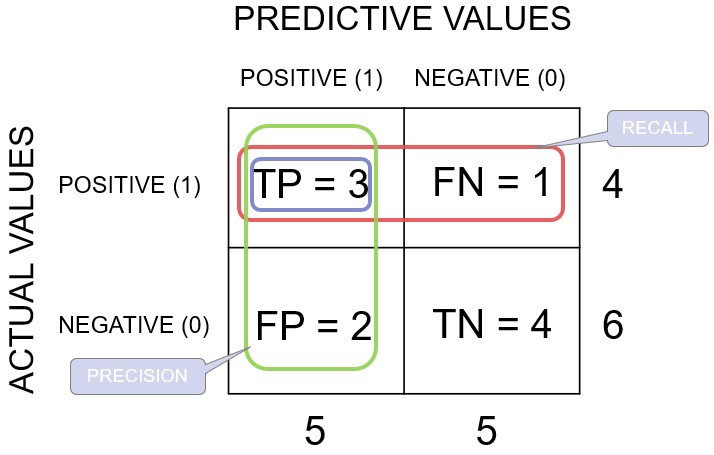 PREDICTIVE VALUES
POSITIVE (1) NEGATIVE (0)
RECALL
ACTUAL VALUES
POSITIVE (1) TP = 3 FN = 1 4
NEGATIVE (0) FP = 2 TN = 4 6
PRECISION
5 5